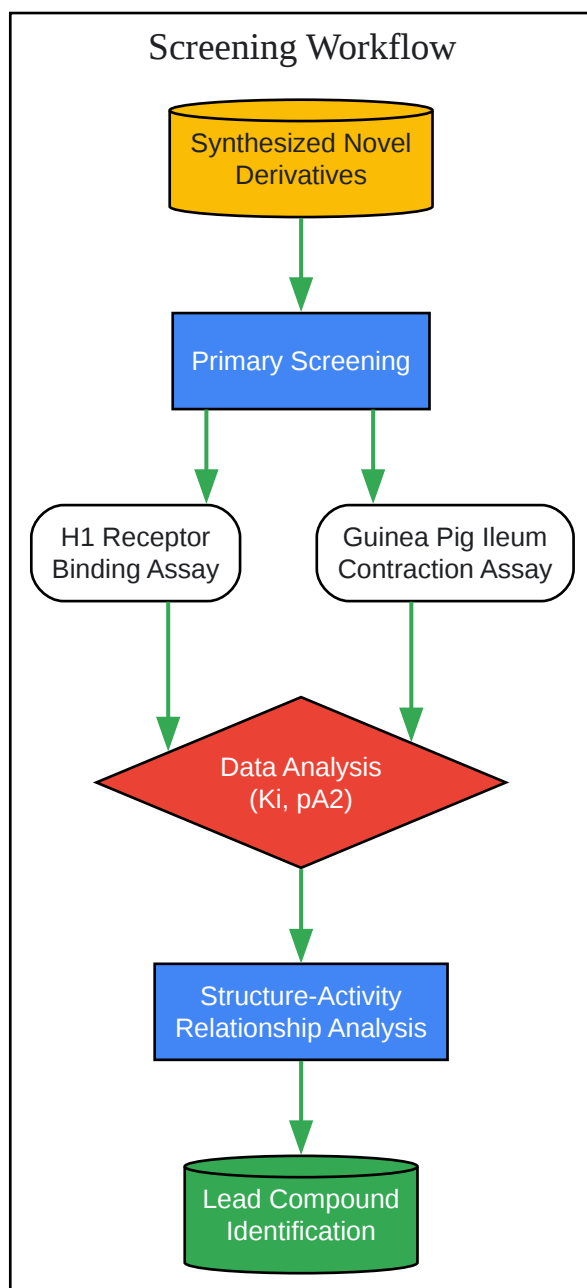 Screening Workflow
Synthesized Novel
Derivatives
Primary Screening
H1 Receptor
Binding Assay
Guinea Pig Ileum
Contraction Assay
Data Analysis
(Ki, pA2)
Structure-Activity
Relationship Analysis
Lead Compound
Identification